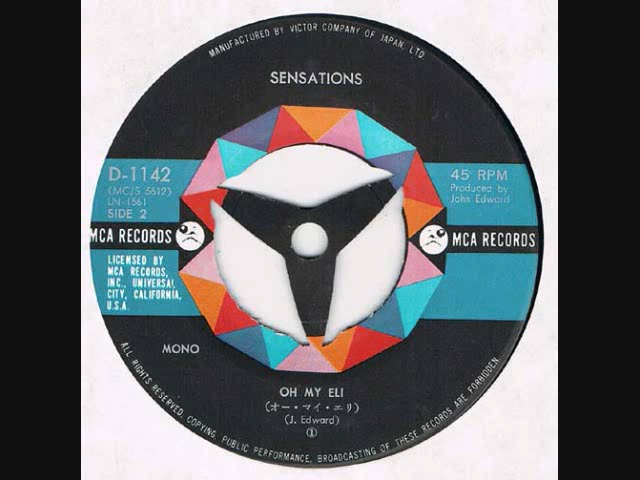 MANUFACTURED BY VICTOR COMPANY OF JAPAN, LTD
SENSATIONS
D-1142
(MC/S 5612)
LN-1561
SIDE 2
45 RPM
Produced by
John Edward
MCA RECORDS
MCA RECORDS
LICENSED BY
MCA RECORDS,
INC., UNIVERSAL
CITY, CALIFORNIA,
U.S.A.
MONO
OH MY ELI
(オー・マイ・エリ)
(J. Edward)
①
ALL RIGHTS RESERVED. COPYING, PUBLIC PERFORMANCE, BROADCASTING OF THESE RECORDS ARE FORBIDDEN.